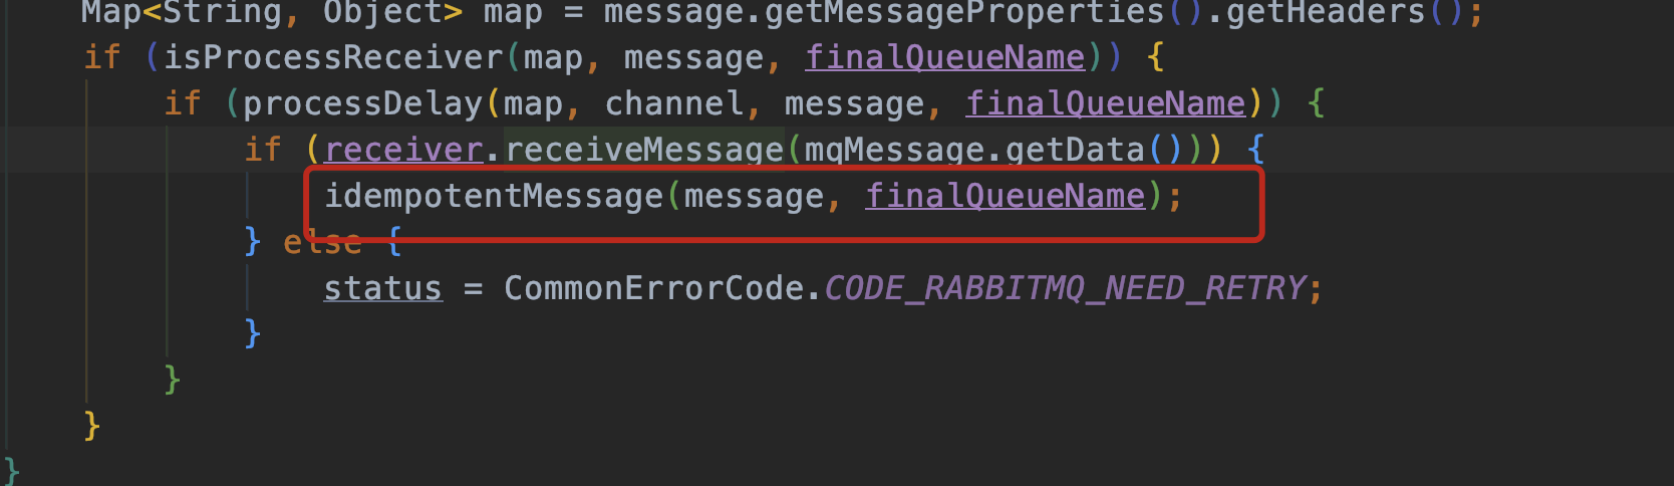 Map<String, Object> map = message.getMessageProperties().getHeaders();
if (isProcessReceiver(map, message, finalQueueName)) {
if (processDelay(map, channel, message, finalQueueName)) {
if (receiver.receiveMessage(mqMessage.getData())) {
idempotentMessage(message, finalQueueName);
} else {
status = CommonErrorCode.CODE_RABBITMQ_NEED_RETRY;
}
}
}
}